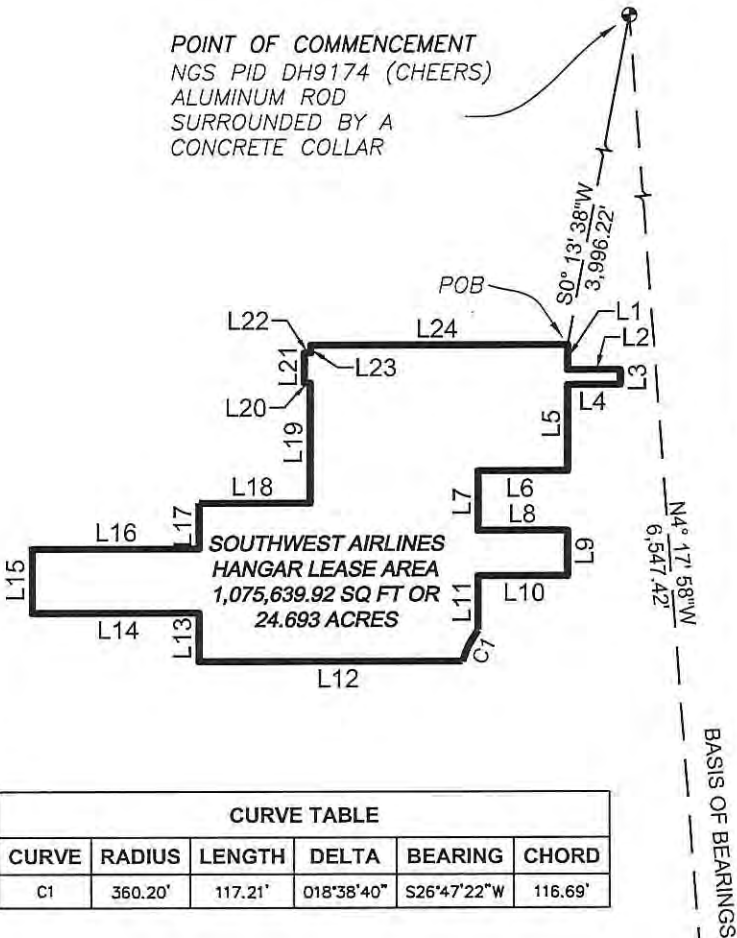 POINT OF COMMENCEMENT
NGS PID DH9174 (CHEERS)
ALUMINUM ROD
SURROUNDED BY A
CONCRETE COLLAR
S0° 13' 38"W
3,996.22'
POB
L1
L2
L3
L4
L5
L6
L7
L8
L9
L10
L11
C1
L12
L13
L14
L15
L16
L17
L18
L19
L20
L21
L22
L23
L24
SOUTHWEST AIRLINES
HANGAR LEASE AREA
1,075,639.92 SQ FT OR
24.693 ACRES
N4° 17' 58"W
6,547.42'
BASIS OF BEARINGS
CURVE TABLE
CURVE RADIUS LENGTH DELTA BEARING CHORD
C1 360.20' 117.21' 018°38'40" S26°47'22"W 116.69'